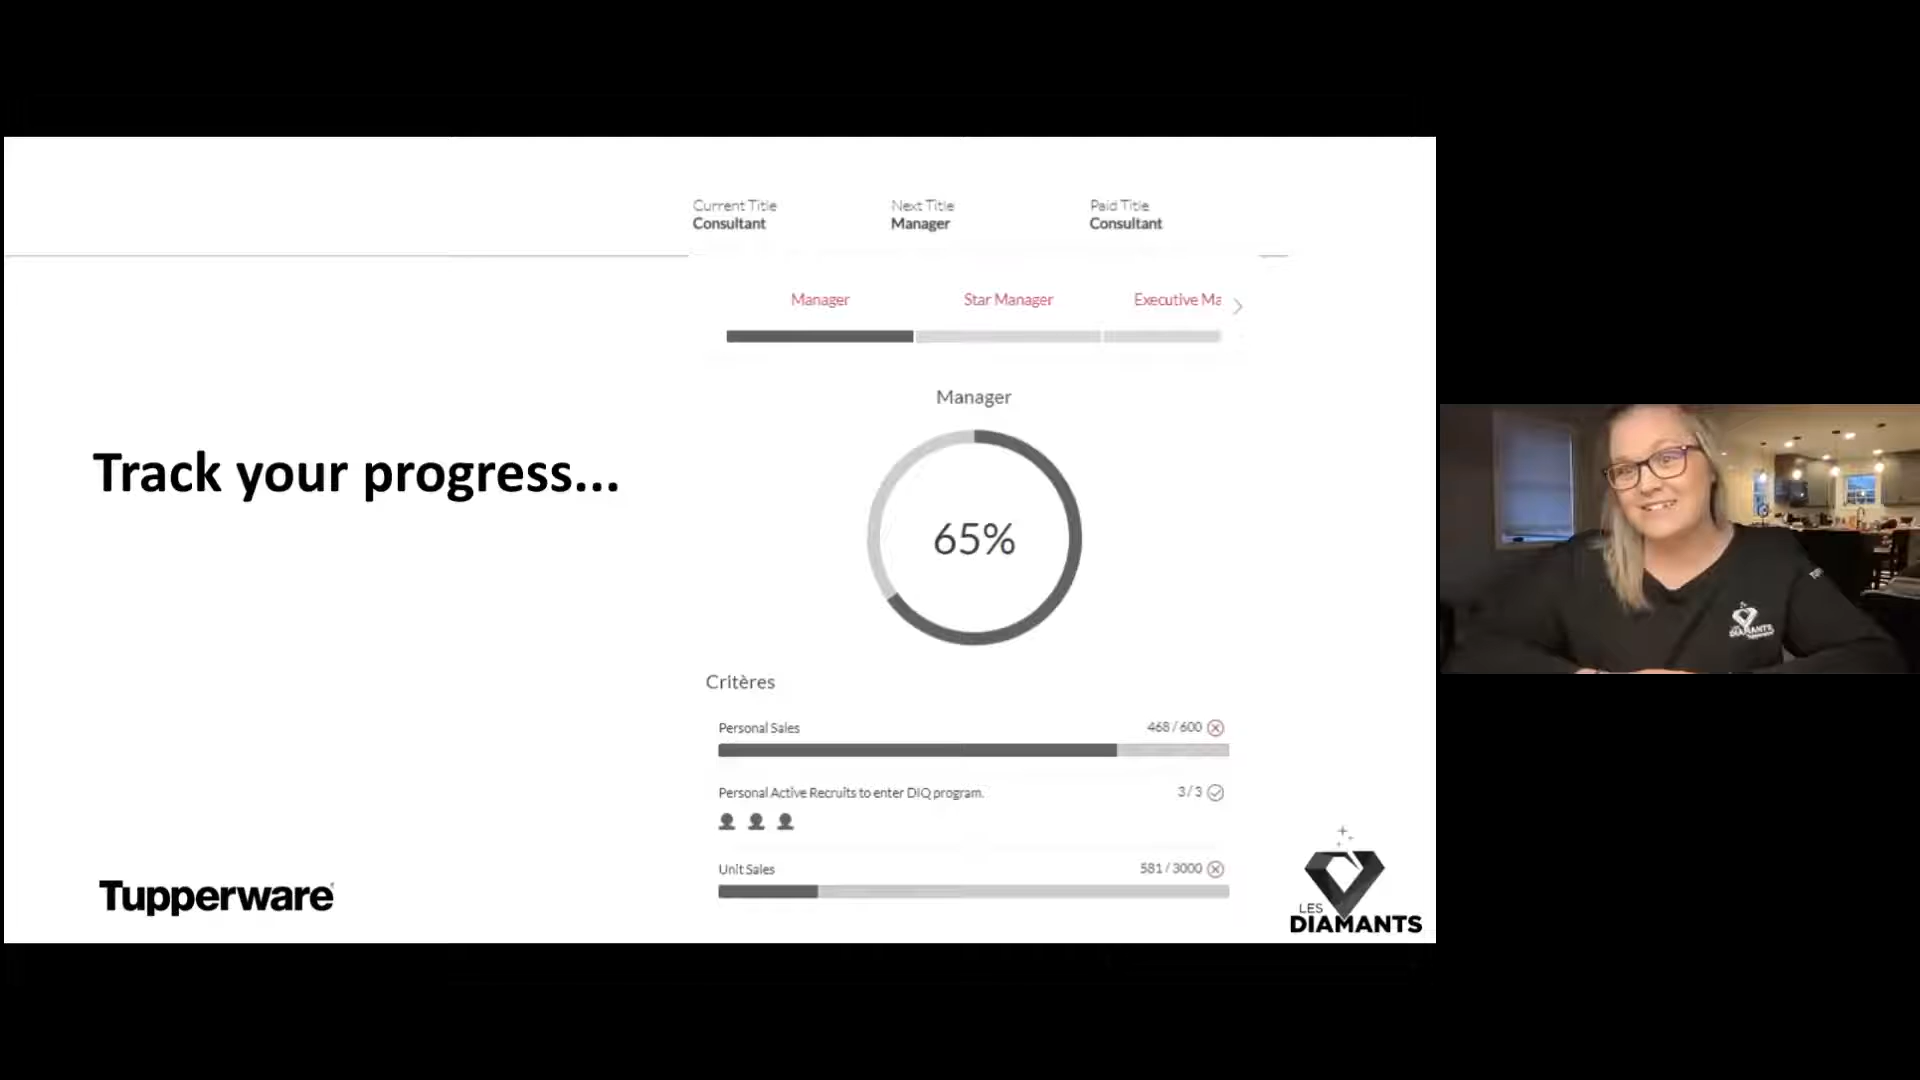 Current Title
Consultant
Next Title
Manager
Paid Title
Consultant
Manager
Star Manager
Executive Ma
Track your progress...
Manager
65%
Critères
Personal Sales
468 / 600
Personal Active Recruits to enter DIQ program.
3 / 3
Unit Sales
581 / 3000
Tupperware
LES
DIAMANTS
DIAMANTS